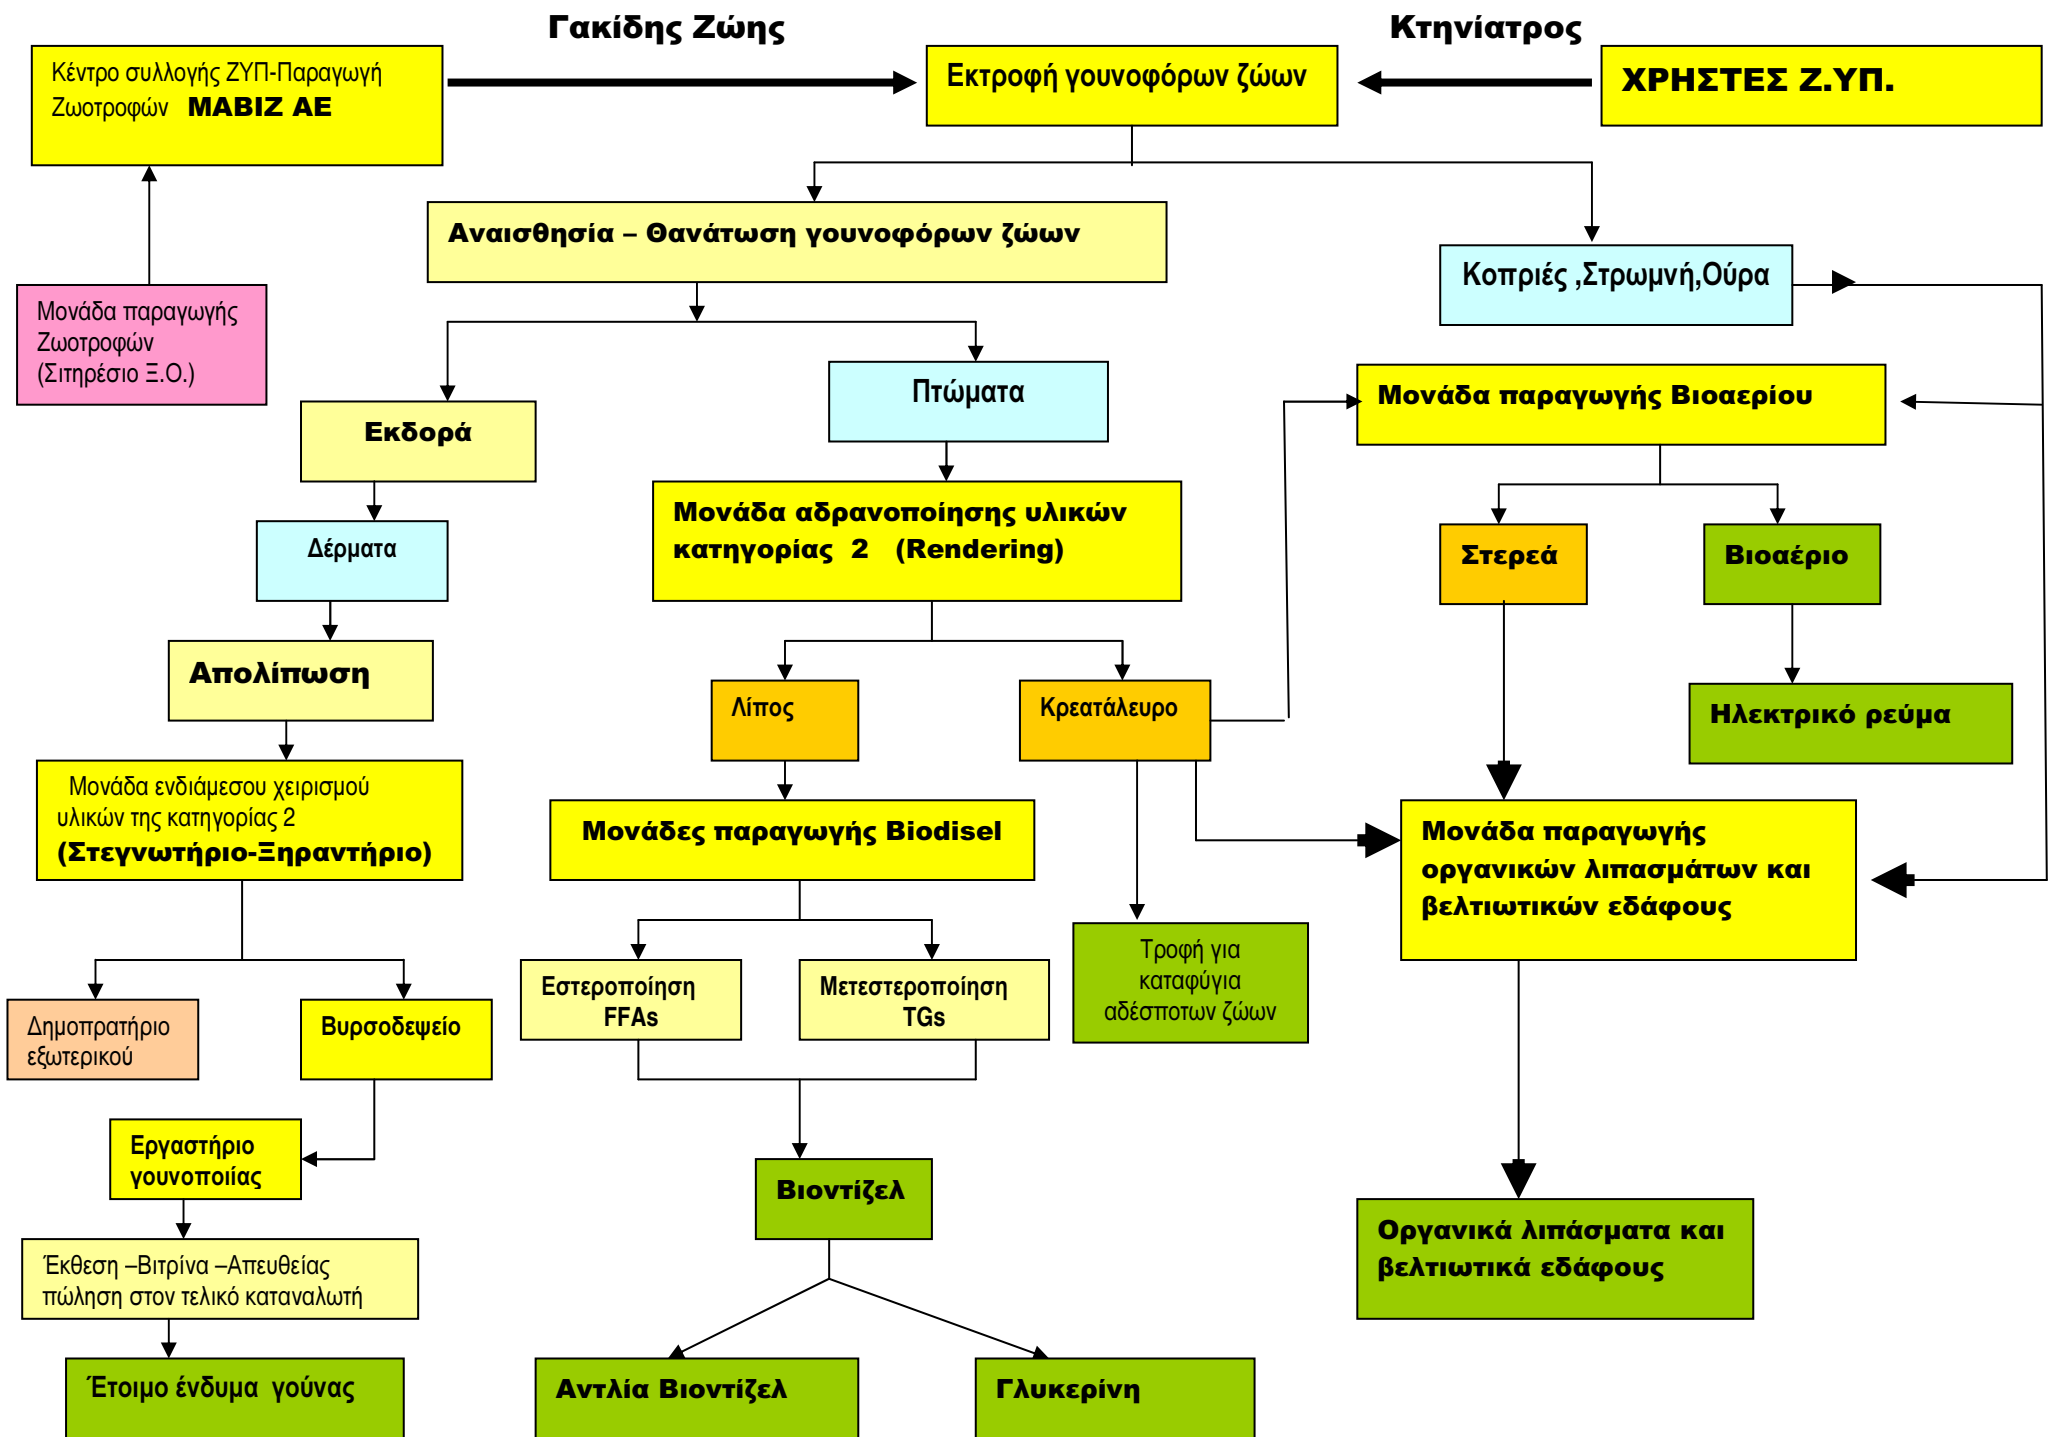 Γακίδης Ζώης
Κτηνίατρος
Κέντρο συλλογής ΖΥΠ-Παραγωγή
Ζωοτροφών ΜΑΒΙΖ ΑΕ
Εκτροφή γουνοφόρων ζώων
ΧΡΗΣΤΕΣ Ζ.ΥΠ.
Αναισθησία – Θανάτωση γουνοφόρων ζώων
Κοπριές ,Στρωμνή,Ούρα
Μονάδα παραγωγής
Ζωοτροφών
(Σιτηρέσιο Ξ.Ο.)
Πτώματα
Μονάδα παραγωγής Βιοαερίου
Εκδορά
Μονάδα αδρανοποίησης υλικών
κατηγορίας 2 (Rendering)
Δέρματα
Στερεά
Βιοαέριο
Απολίπωση
Λίπος
Κρεατάλευρο
Ηλεκτρικό ρεύμα
Μονάδα ενδιάμεσου χειρισμού
υλικών της κατηγορίας 2
(Στεγνωτήριο-Ξηραντήριο)
Μονάδες παραγωγής Biodisel
Μονάδα παραγωγής
οργανικών λιπασμάτων και
βελτιωτικών εδάφους
Τροφή για
καταφύγια
αδέσποτων ζώων
Εστεροποίηση
FFAs
Μετεστεροποίηση
TGs
Δημοπρατήριο
εξωτερικού
Βυρσοδεψείο
Εργαστήριο
γουνοποιίας
Βιοντίζελ
Οργανικά λιπάσματα και
βελτιωτικά εδάφους
Έκθεση –Βιτρίνα –Απευθείας
πώληση στον τελικό καταναλωτή
Έτοιμο ένδυμα γούνας
Αντλία Βιοντίζελ
Γλυκερίνη